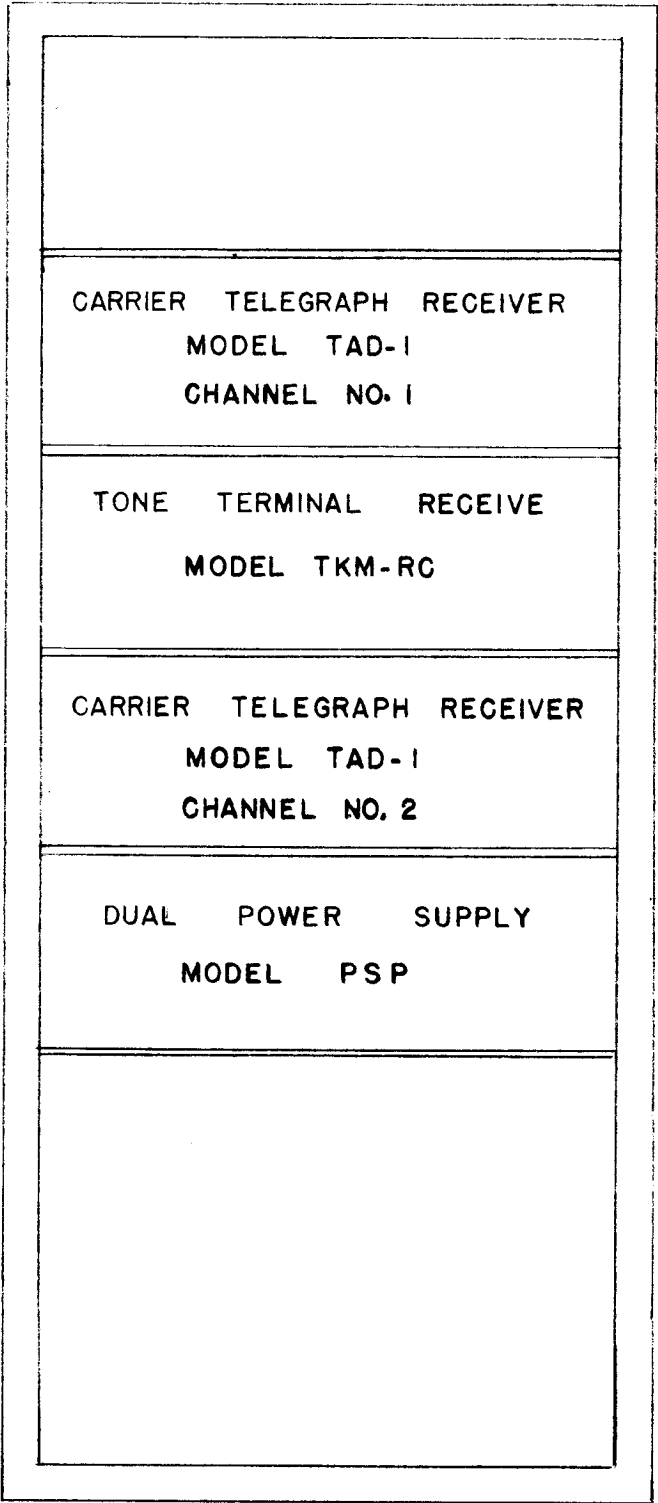 CARRIER TELEGRAPH RECEIVER
MODEL TAD-1
CHANNEL NO. 1
TONE TERMINAL RECEIVE
MODEL TKM-RC
CARRIER TELEGRAPH RECEIVER
MODEL TAD-1
CHANNEL NO. 2
DUAL POWER SUPPLY
MODEL PSP